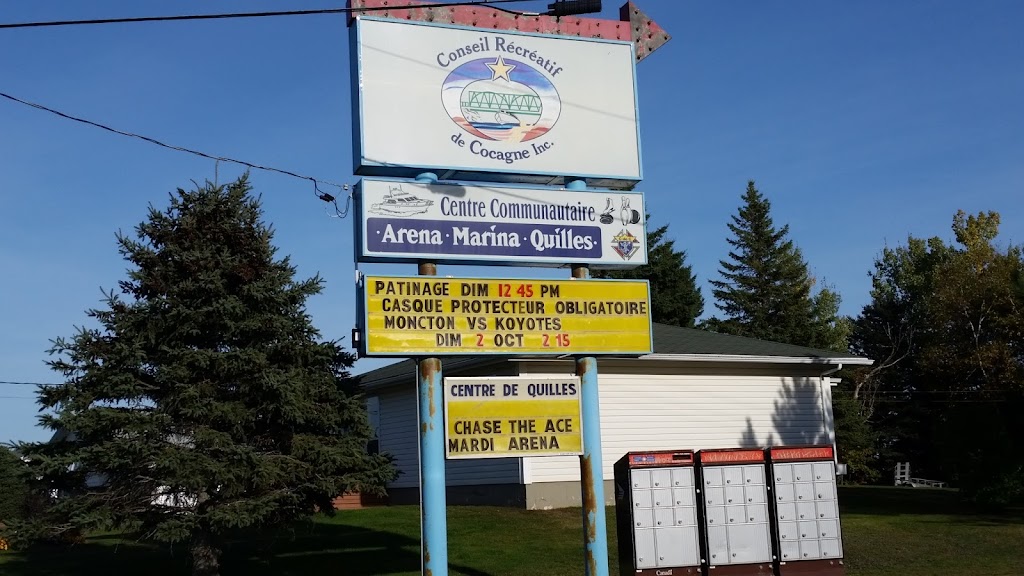 Conseil Récréatif
de Cocagne Inc.
Centre Communautaire
·Arena·Marina·Quilles·
PATINAGE DIM 12 45 PM
CASQUE PROTECTEUR OBLIGATOIRE
MONCTON VS KOYOTES
DIM 2 OCT 2 15
CENTRE DE QUILLES
CHASE THE ACE
MARDI ARENA
Canada